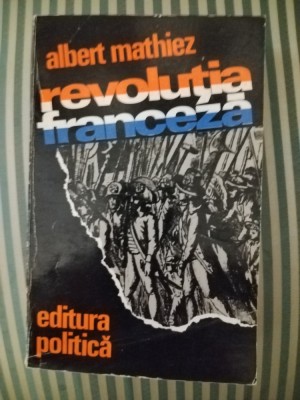 albert mathiez
revoluția
franceză
editura
politică